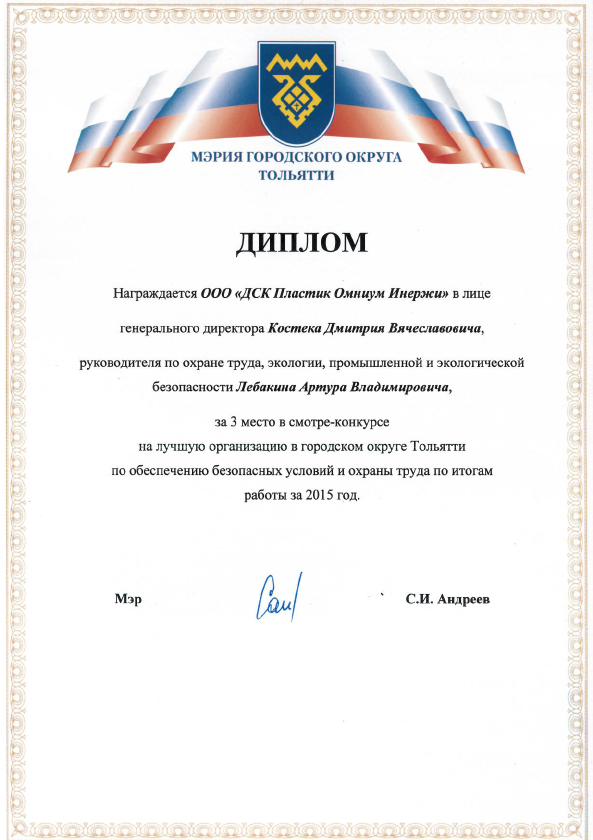 МЭРИЯ ГОРОДСКОГО ОКРУГА
ТОЛЬЯТТИ
ДИПЛОМ
Награждается ООО «ДСК Пластик Омниум Инержи» в лице
генерального директора Костека Дмитрия Вячеславовича,
руководителя по охране труда, экологии, промышленной и экологической
безопасности Лебакина Артура Владимировича,
за 3 место в смотре-конкурсе
на лучшую организацию в городском округе Тольятти
по обеспечению безопасных условий и охраны труда по итогам
работы за 2015 год.
Мэр С.И. Андреев